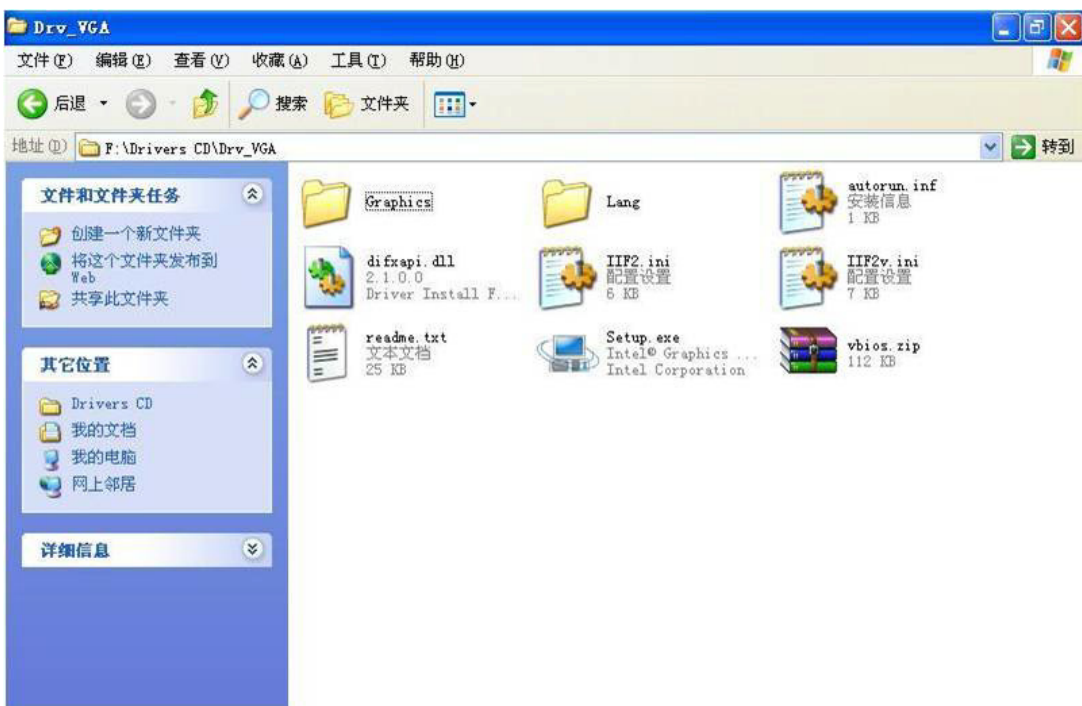 Drv_VGA
文件(F) 编辑(E) 查看(V) 收藏(A) 工具(T) 帮助(H)
后退 搜索 文件夹
地址(D) F:\Drivers CD\Drv_VGA 转到
文件和文件夹任务
创建一个新文件夹
将这个文件夹发布到
Web
共享此文件夹
其它位置
Drivers CD
我的文档
我的电脑
网上邻居
详细信息
Graphics
Lang
autorun.inf
安装信息
1 KB
difxapi.dll
2.1.0.0
Driver Install F...
IIF2.ini
配置设置
6 KB
IIF2v.ini
配置设置
7 KB
readme.txt
文本文档
25 KB
Setup.exe
Intel® Graphics ...
Intel Corporation
vbios.zip
112 KB